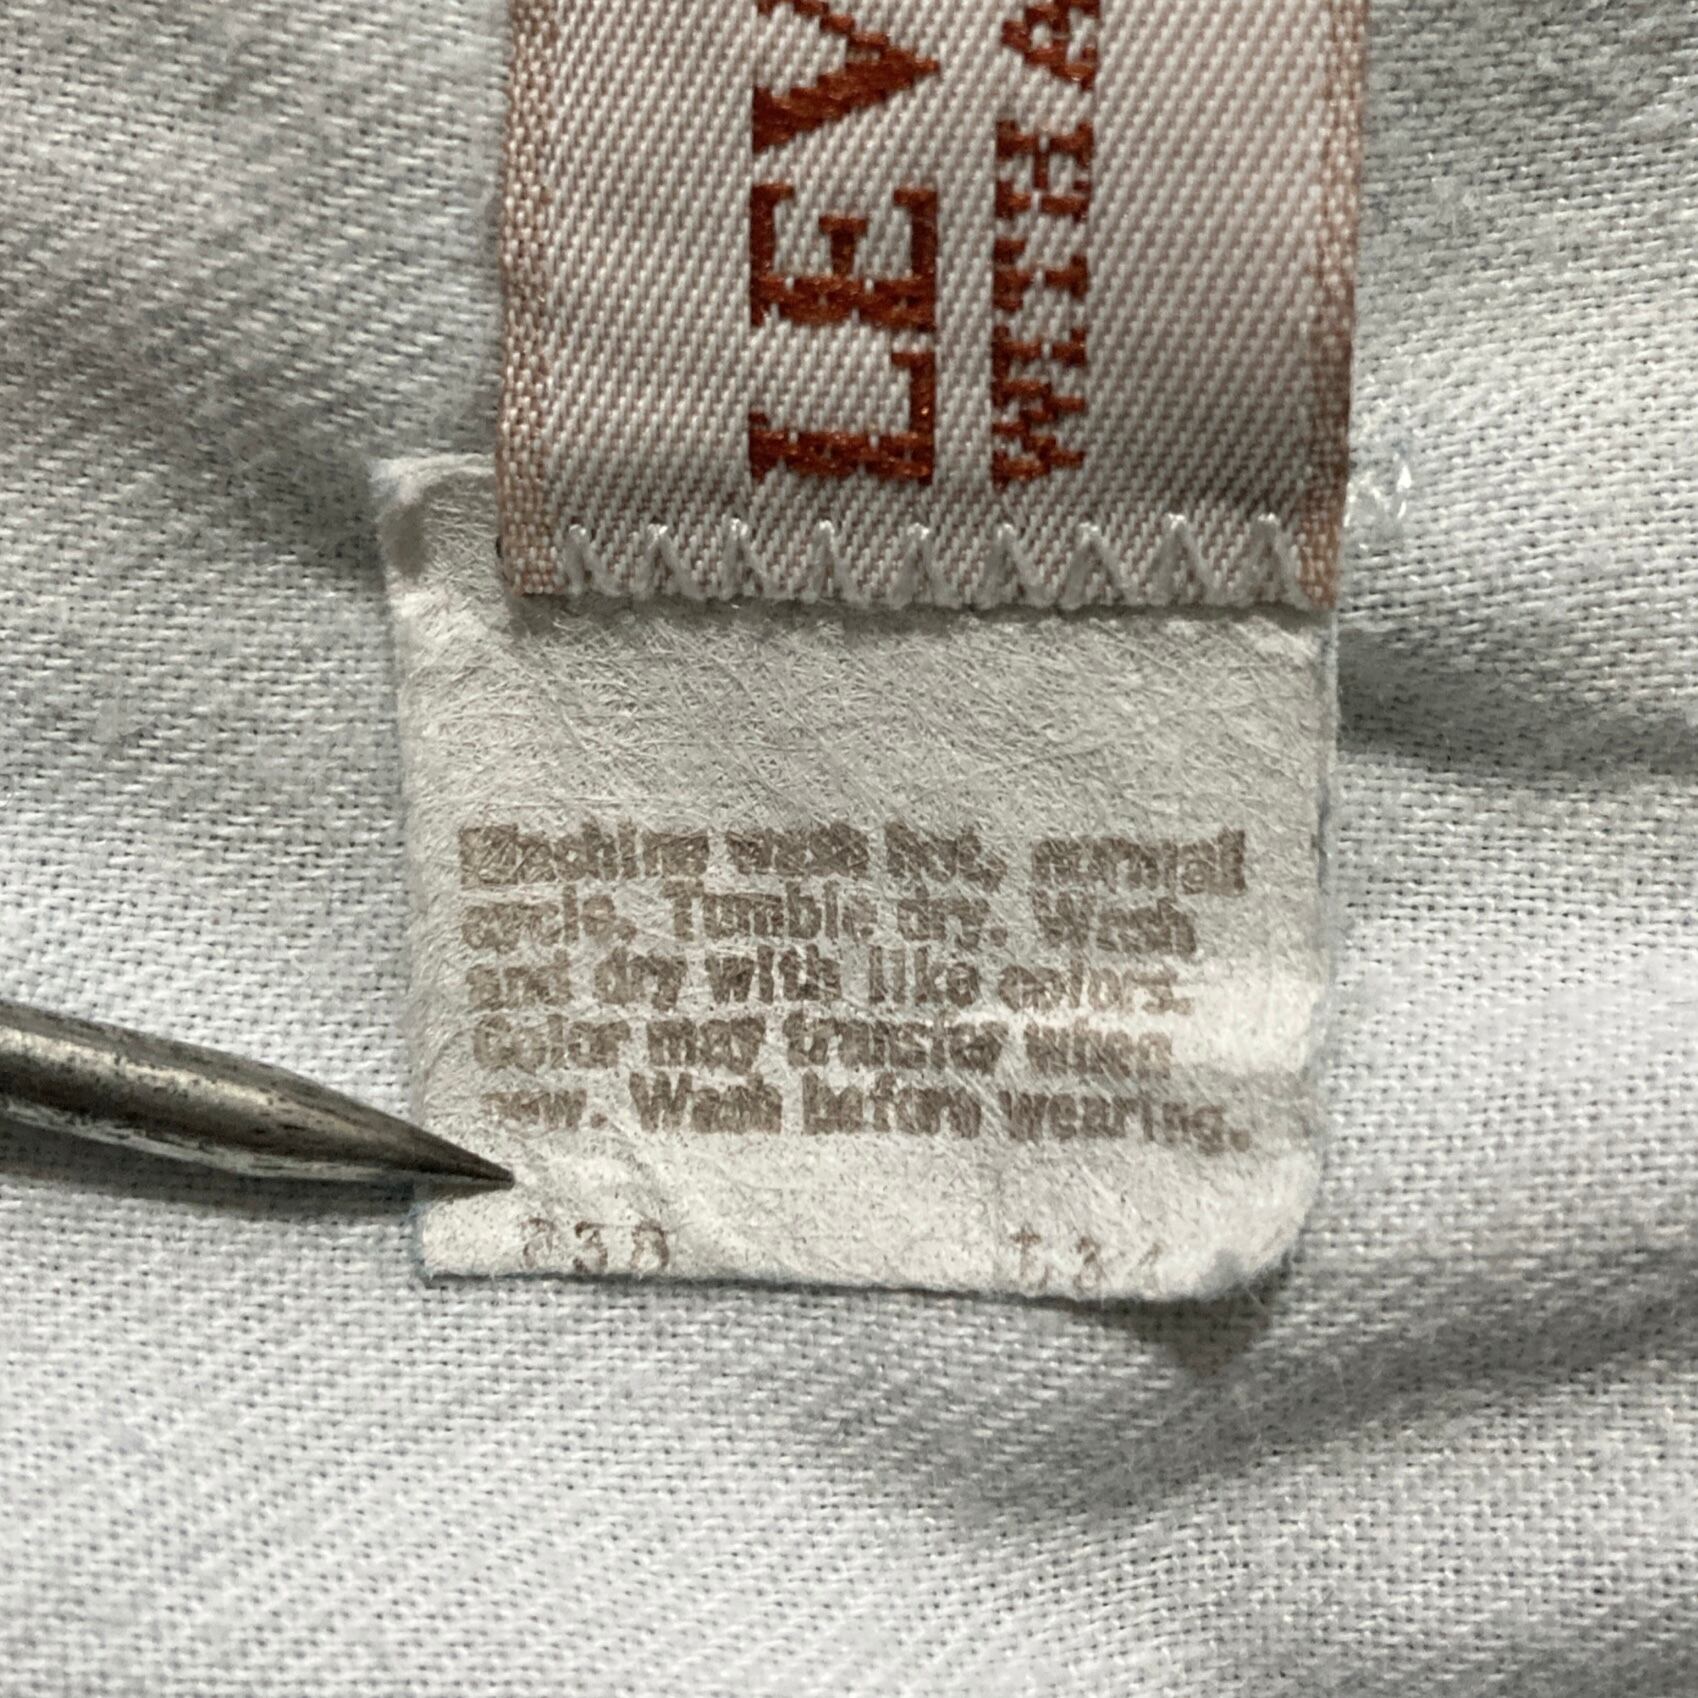 LEV
WITH A
Machine wash hot, normal
cycle. Tumble dry. Wash
and dry with like colors.
Color may transfer when
new. Wash before wearing.